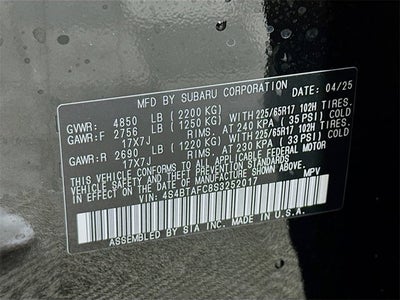 MFD BY SUBARU CORPORATION DATE 04/25
GVWR: 4850 LB (2200 KG)
GAWR:F 2756 LB (1250 KG) WITH 225/65R17 102H TIRES,
17X7J RIMS, AT 240 KPA (35 PSI) COLD
GAWR:R 2690 LB (1220 KG) WITH 225/65R17 102H TIRES,
17X7J RIMS, AT 230 KPA (33 PSI) COLD
THIS VEHICLE CONFORMS TO ALL APPLICABLE FEDERAL MOTOR
VEHICLE SAFETY AND THEFT PREVENTION STANDARDS IN EFFECT
ON THE DATE OF MANUFACTURE SHOWN ABOVE.
VIN: 4S4BTAFC8S3252017 MPV
ASSEMBLED BY SIA INC. MADE IN U.S.A.